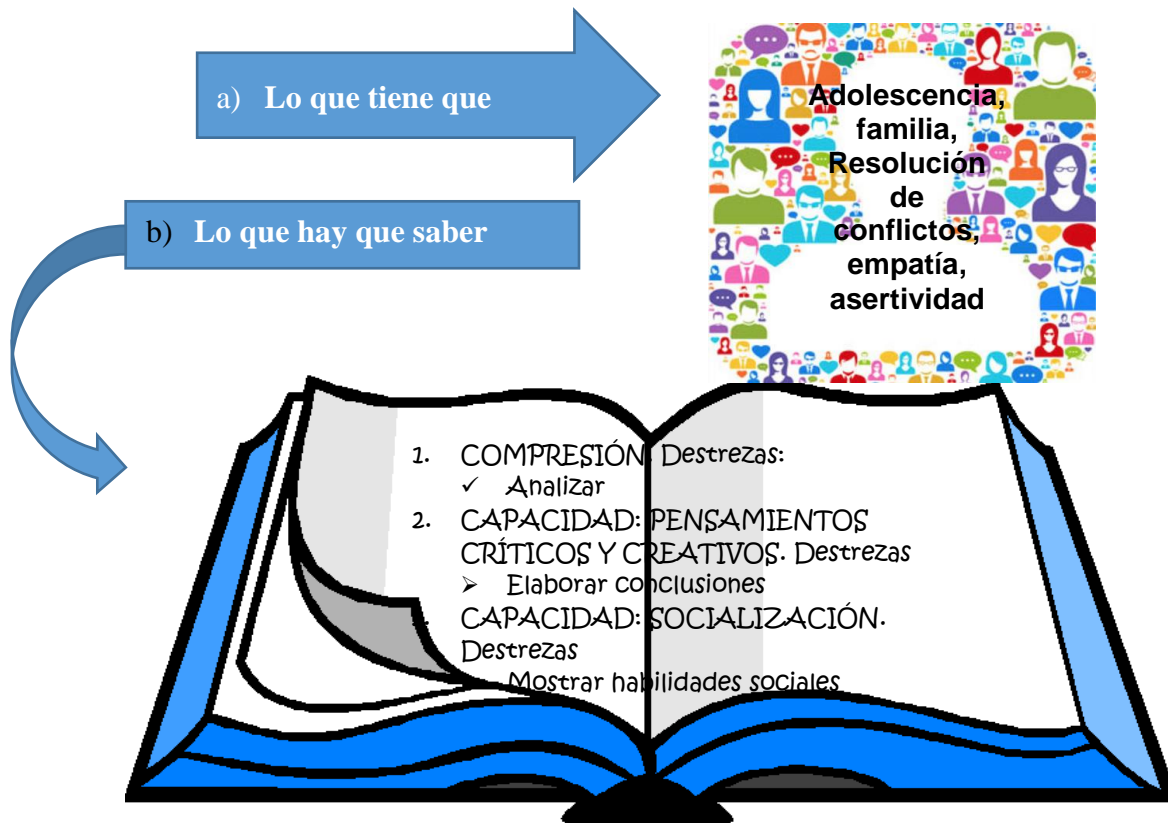 a) Lo que tiene que
Adolescencia,
familia,
Resolución
de
conflictos,
empatía,
asertividad
b) Lo que hay que saber
1. COMPRESIÓN. Destrezas:
✓ Analizar
2. CAPACIDAD: PENSAMIENTOS
CRÍTICOS Y CREATIVOS. Destrezas
➢ Elaborar conclusiones
. CAPACIDAD: SOCIALIZACIÓN.
Destrezas
Mostrar habilidades sociales